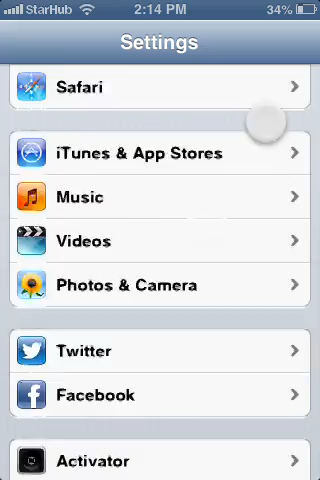 StarHub 2:14 PM 34%
Settings
Safari
iTunes & App Stores
Music
Videos
Photos & Camera
Twitter
Facebook
Activator